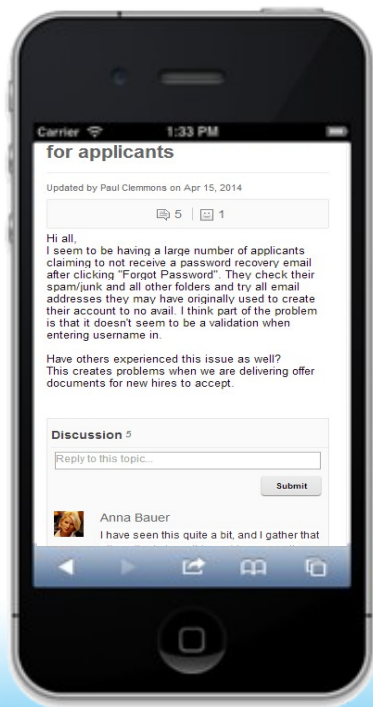 Carrier 1:33 PM
for applicants
Updated by Paul Clemmons on Apr 15, 2014
5 1
Hi all,
I seem to be having a large number of applicants
claiming to not receive a password recovery email
after clicking "Forgot Password". They check their
spam/junk and all other folders and try all email
addresses they may have originally used to create
their account to no avail. I think part of the problem
is that it doesn't seem to be a validation when
entering username in.
Have others experienced this issue as well?
This creates problems when we are delivering offer
documents for new hires to accept.
Discussion 5
Reply to this topic...
Submit
Anna Bauer
I have seen this quite a bit, and I gather that